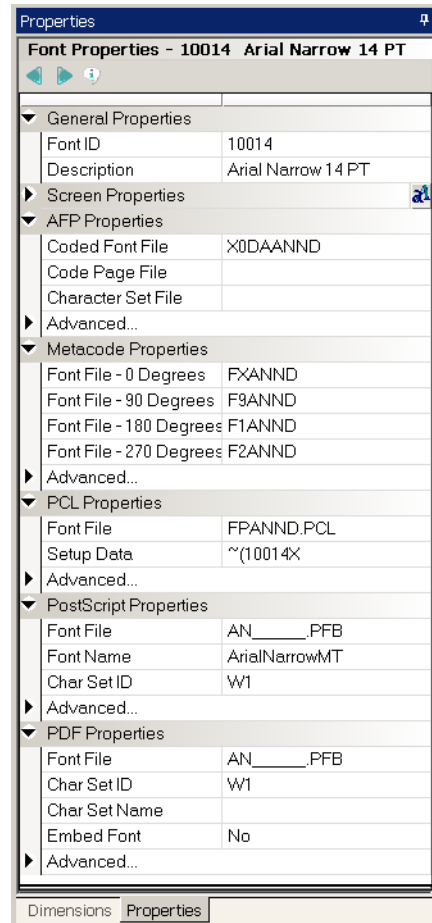 Properties
Font Properties - 10014 Arial Narrow 14 PT
General Properties
Font ID 10014
Description Arial Narrow 14 PT
Screen Properties
AFP Properties
Coded Font File X0DAANND
Code Page File
Character Set File
Advanced...
Metacode Properties
Font File - 0 Degrees FXANND
Font File - 90 Degrees F9ANND
Font File - 180 Degrees F1ANND
Font File - 270 Degrees F2ANND
Advanced...
PCL Properties
Font File FPANND.PCL
Setup Data ~(10014X
Advanced...
PostScript Properties
Font File AN______.PFB
Font Name ArialNarrowMT
Char Set ID W1
Advanced...
PDF Properties
Font File AN______.PFB
Char Set ID W1
Char Set Name
Embed Font No
Advanced...
Dimensions Properties